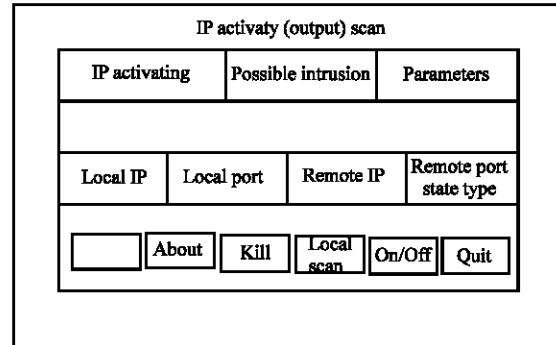 IP activaty (output) scan
IP activating Possible intrusion Parameters
Local IP Local port Remote IP Remote port
state type
About Kill Local
scan On/Off Quit